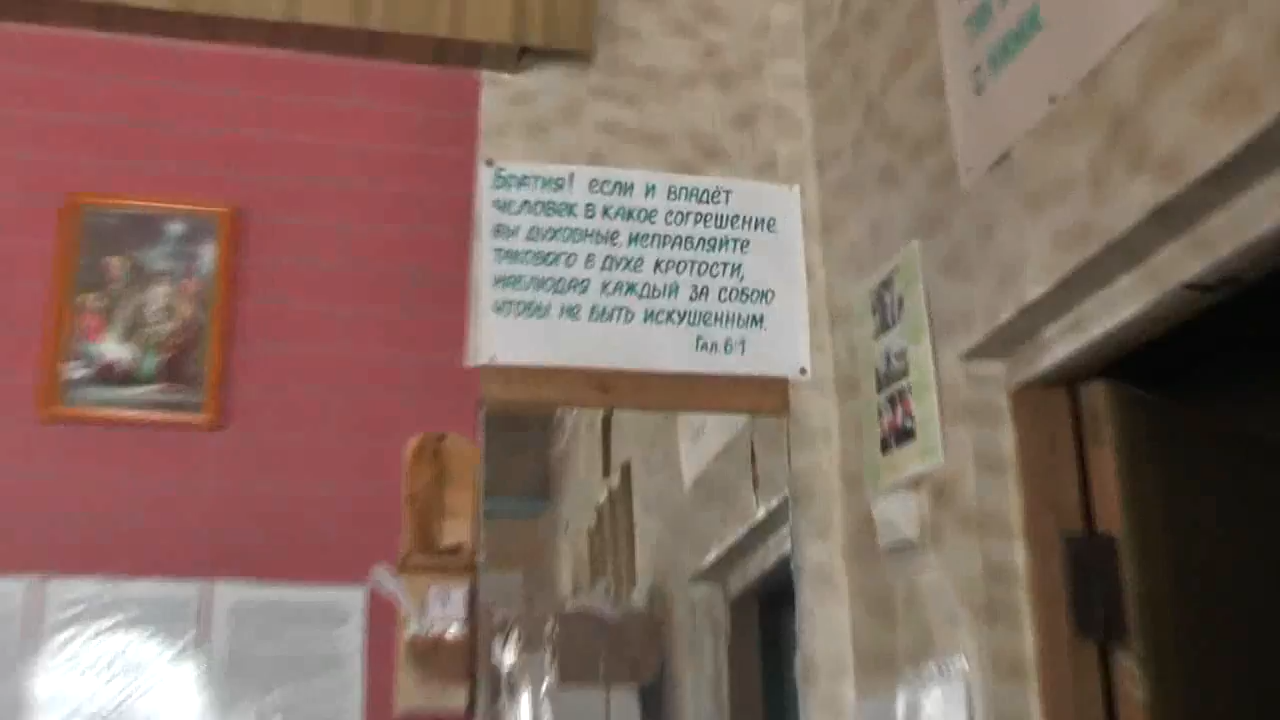 Братия! если и впадёт
человек в какое согрешение
вы духовные, исправляйте
такового в духе кротости,
наблюдая каждый за собою
чтобы не быть искушенным.
Гал. 6:1